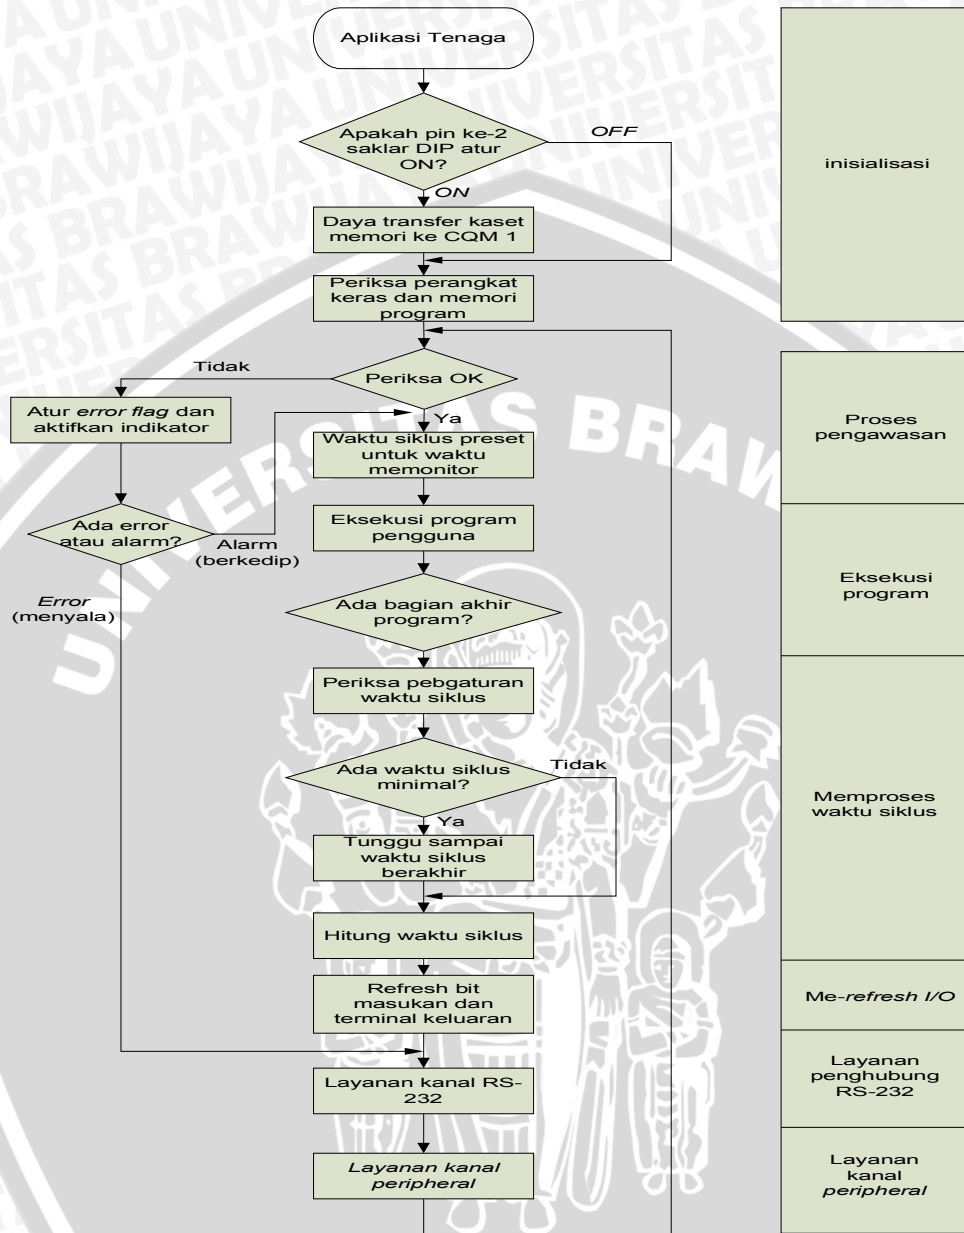 Aplikasi Tenaga
Apakah pin ke-2
saklar DIP atur
ON?
OFF
ON
Daya transfer kaset
memori ke CQM 1
Periksa perangkat
keras dan memori
program
Periksa OK
Tidak
Ya
Atur error flag dan
aktifkan indikator
Ada error
atau alarm?
Alarm
(berkedip)
Error
(menyala)
Waktu siklus preset
untuk waktu
memonitor
Eksekusi program
pengguna
Ada bagian akhir
program?
Periksa pebgaturan
waktu siklus
Ada waktu siklus
minimal?
Tidak
Ya
Tunggu sampai
waktu siklus
berakhir
Hitung waktu siklus
Refresh bit
masukan dan
terminal keluaran
Layanan kanal RS-
232
Layanan kanal
peripheral
inisialisasi
Proses
pengawasan
Eksekusi
program
Memproses
waktu siklus
Me-refresh I/O
Layanan
penghubung
RS-232
Layanan
kanal
peripheral
UNIVERSITAS BRAW